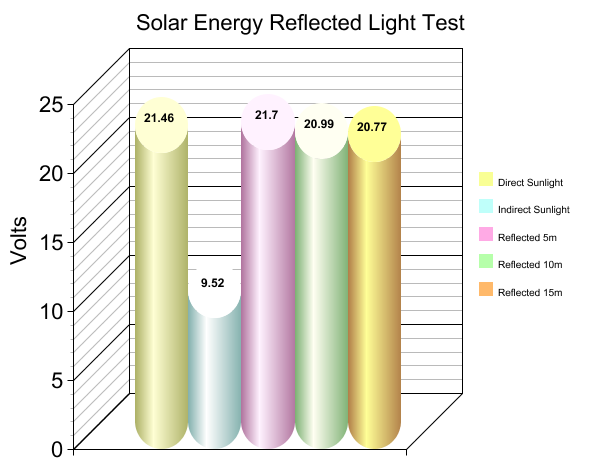 Solar Energy Reflected Light Test
Volts
25
20
15
10
5
0
21.46
9.52
21.7
20.99
20.77
Direct Sunlight
Indirect Sunlight
Reflected 5m
Reflected 10m
Reflected 15m